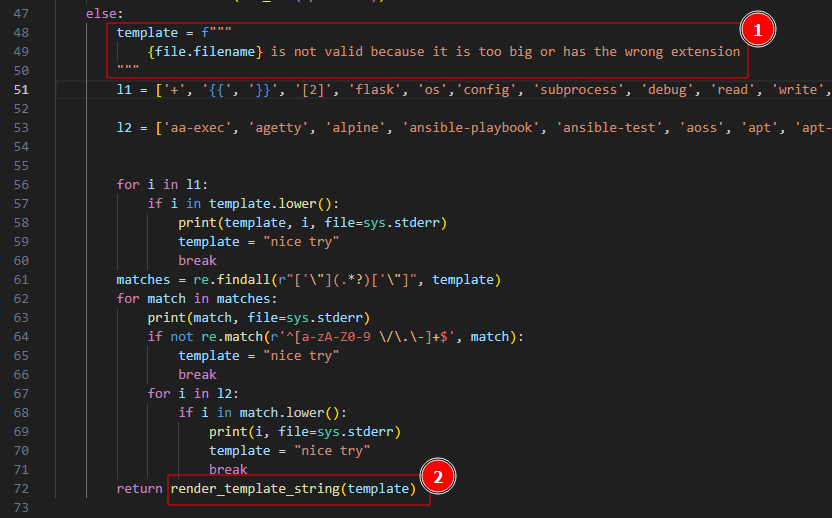 47 else:
1
48 template = f"""
49 {file.filename} is not valid because it is too big or has the wrong extension
50 """
51 l1 = ['+', '{{', '}}', '[2]', 'flask', 'os','config', 'subprocess', 'debug', 'read', 'write',
52
53 l2 = ['aa-exec', 'agetty', 'alpine', 'ansible-playbook', 'ansible-test', 'aoss', 'apt', 'apt-
54
55
56 for i in l1:
57 if i in template.lower():
58 print(template, i, file=sys.stderr)
59 template = "nice try"
60 break
61 matches = re.findall(r"['\"](.*?)['\"]", template)
62 for match in matches:
63 print(match, file=sys.stderr)
64 if not re.match(r'^[a-zA-Z0-9 \/\.\-]+$', match):
65 template = "nice try"
66 break
67 for i in l2:
68 if i in match.lower():
69 print(i, file=sys.stderr)
70 template = "nice try"
71 break
2
72 return render_template_string(template)
73